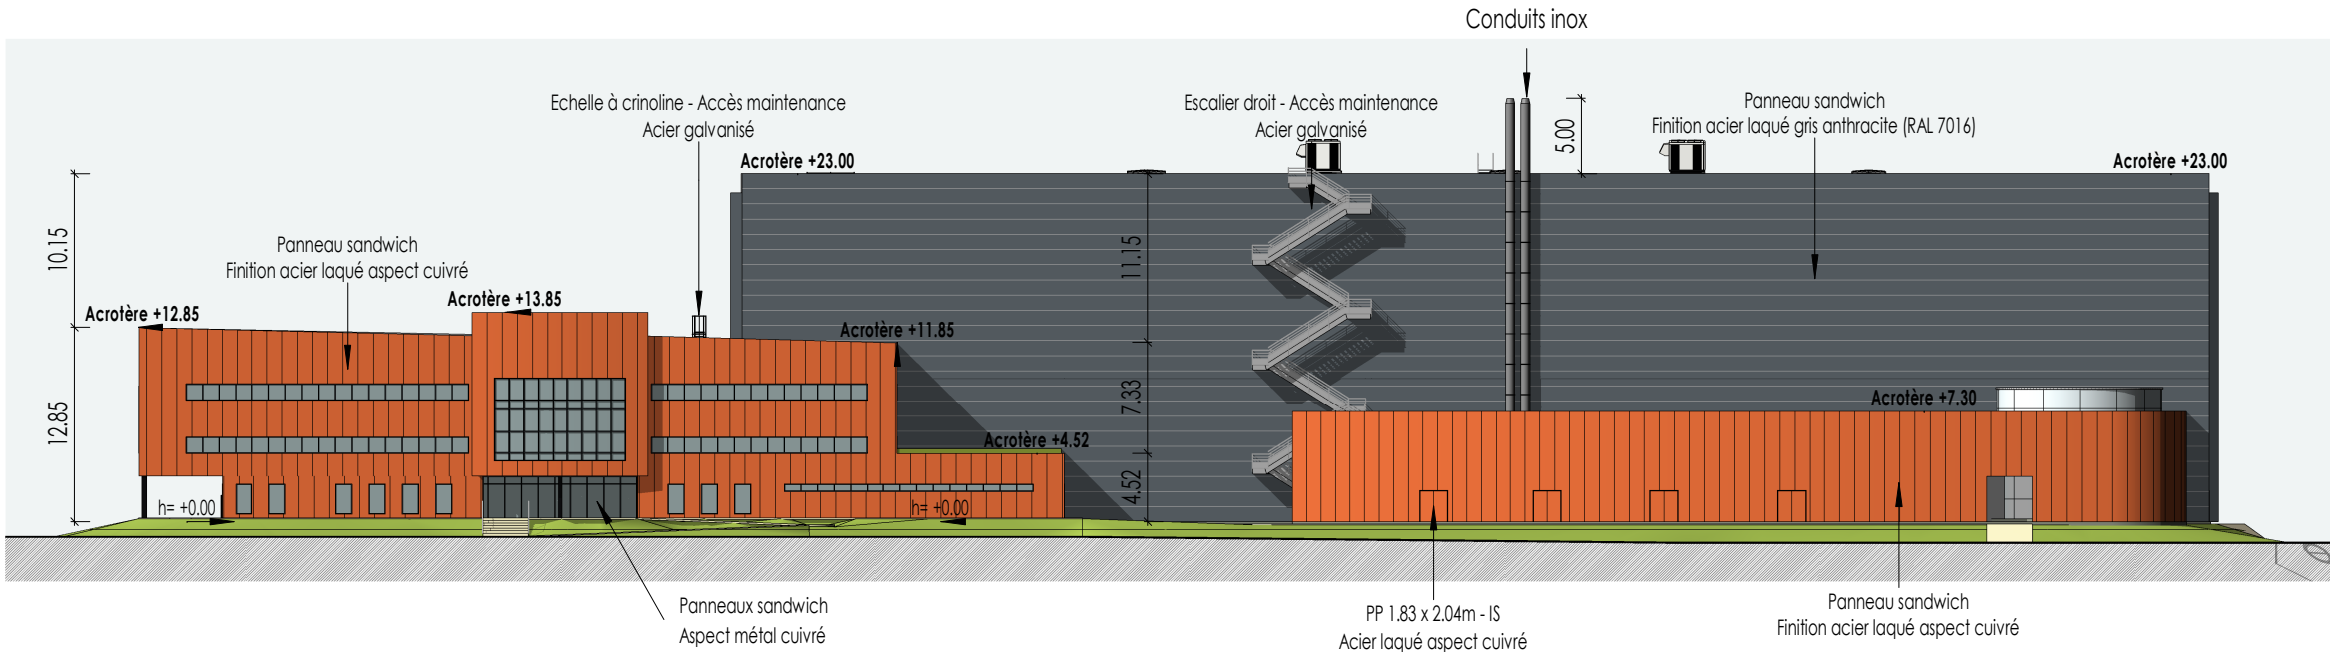 Conduits inox
Echelle à crinoline - Accès maintenance
Acier galvanisé
Escalier droit - Accès maintenance
Acier galvanisé
5.00
Panneau sandwich
Finition acier laqué gris anthracite (RAL 7016)
Acrotère +23.00
Acrotère +23.00
10.15
Panneau sandwich
Finition acier laqué aspect cuivré
11.15
Acrotère +12.85
Acrotère +13.85
Acrotère +11.85
12.85
7.33
Acrotère +7.30
Acrotère +4.52
4.52
h= +0.00
h= +0.00
Panneaux sandwich
Aspect métal cuivré
PP 1.83 x 2.04m - IS
Acier laqué aspect cuivré
Panneau sandwich
Finition acier laqué aspect cuivré